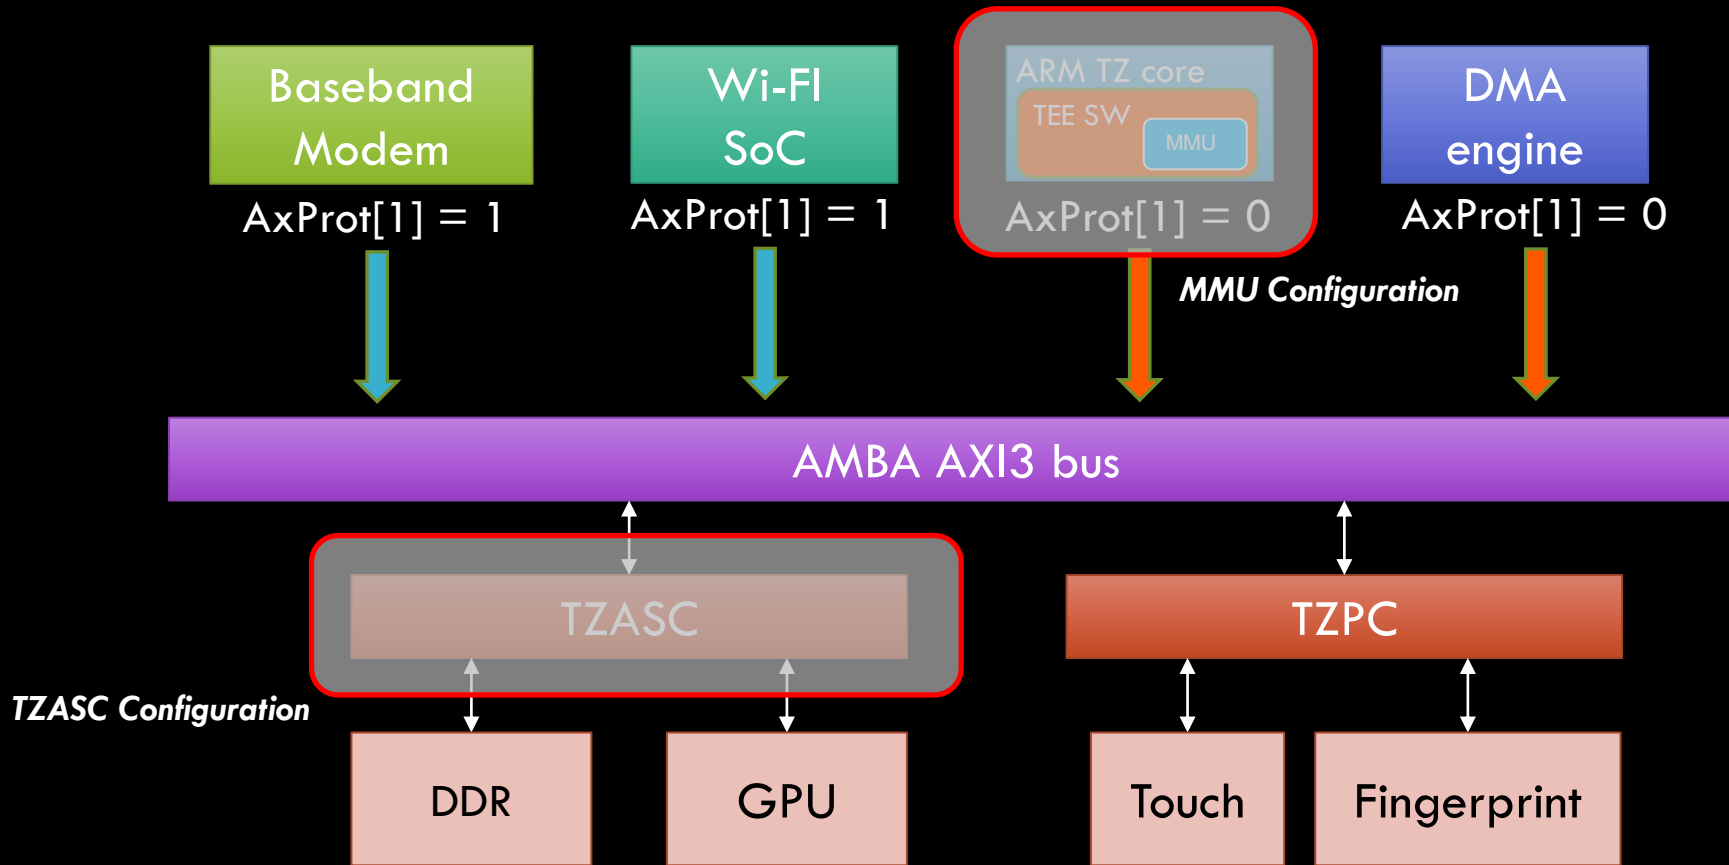 Baseband
Modem
Wi-FI
SoC
ARM TZ core
TEE SW
MMU
DMA
engine
AxProt[1] = 1
AxProt[1] = 1
AxProt[1] = 0
AxProt[1] = 0
MMU Configuration
AMBA AXI3 bus
TZASC
TZPC
TZASC Configuration
DDR
GPU
Touch
Fingerprint